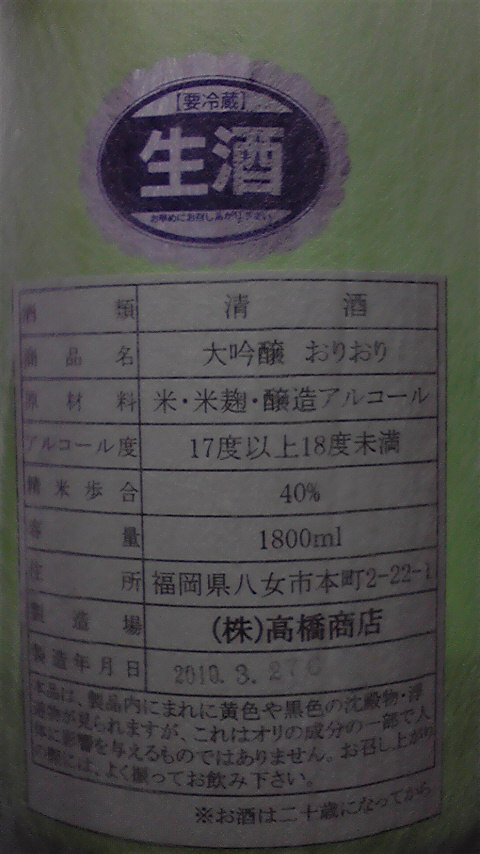 【要冷蔵】
生酒
お早めにお召しあがり下さい
酒類 清酒
商品名 大吟醸 おりおり
原材料 米・米麹・醸造アルコール
アルコール度 17度以上18度未満
精米歩合 40%
容量 1800ml
住所 福岡県八女市本町2-22-1
製造場 (株)高橋商店
製造年月日 2010.3.27
本品は、製品内にまれに黄色や黒色の沈殿物・浮
遊物が見られますが、これはオリの成分の一部で人
体に影響を与えるものではありません。お召し上がり
の際には、よく振ってお飲み下さい。
※お酒は二十歳になってから